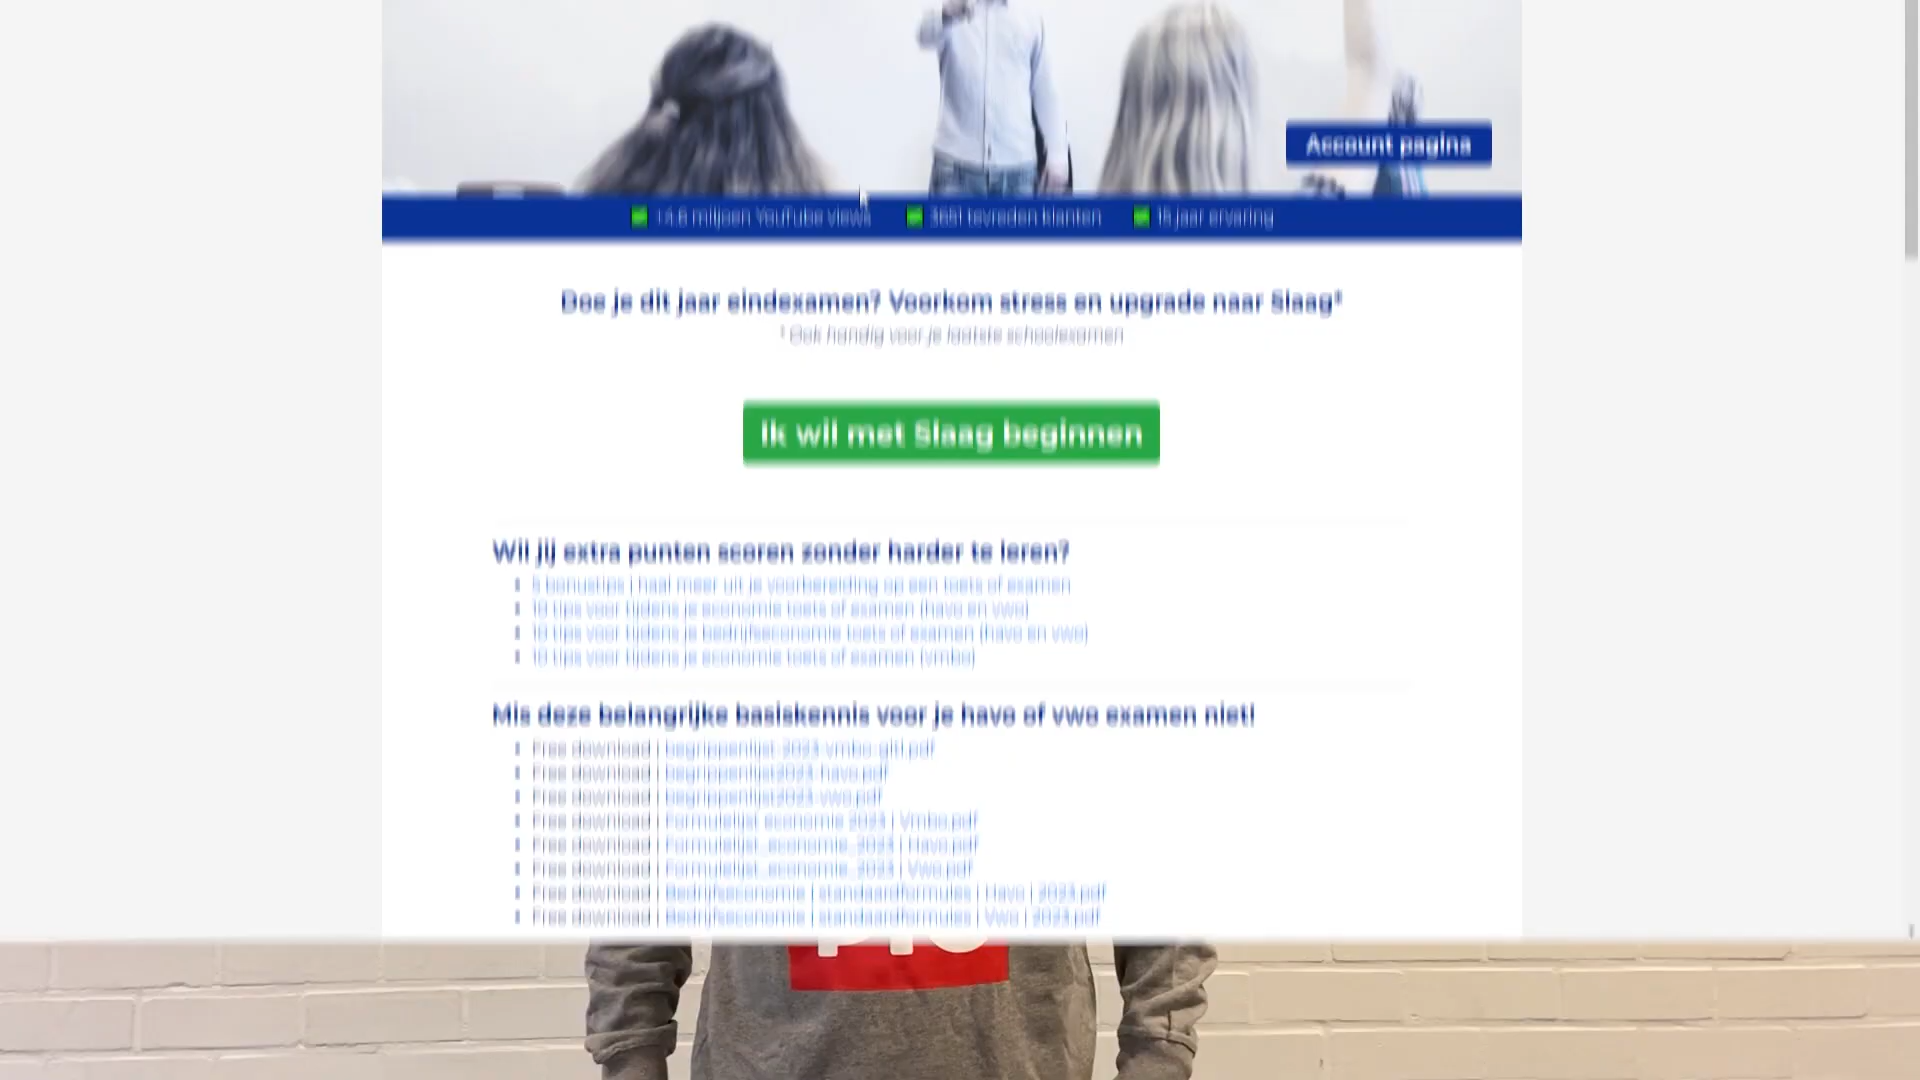 Account pagina
+4.6 miljoen YouTube views
3651 tevreden klanten
15 jaar ervaring
Doe je dit jaar eindexamen? Voorkom stress en upgrade naar Slaag*
* Ook handig voor je laatste schoolexamen
Ik wil met Slaag beginnen
Wil jij extra punten scoren zonder harder te leren?
5 bonustips | haal meer uit je voorbereiding op een toets of examen
10 tips voor tijdens je economie toets of examen (havo en vwo)
10 tips voor tijdens je bedrijfseconomie toets of examen (havo en vwo)
10 tips voor tijdens je economie toets of examen (vmbo)
Mis deze belangrijke basiskennis voor je havo of vwo examen niet!
Free download | begrippenlijst-2023-vmbo-gltl.pdf
Free download | begrippenlijst2023-havo.pdf
Free download | begrippenlijst2023-vwo.pdf
Free download | Formulelijst economie 2023 | Vmbo.pdf
Free download | Formulelijst_economie_2023 | Havo.pdf
Free download | Formulelijst_economie_2023 | Vwo.pdf
Free download | Bedrijfseconomie | standaardformules | Havo | 2023.pdf
Free download | Bedrijfseconomie | standaardformules | Vwo | 2023.pdf